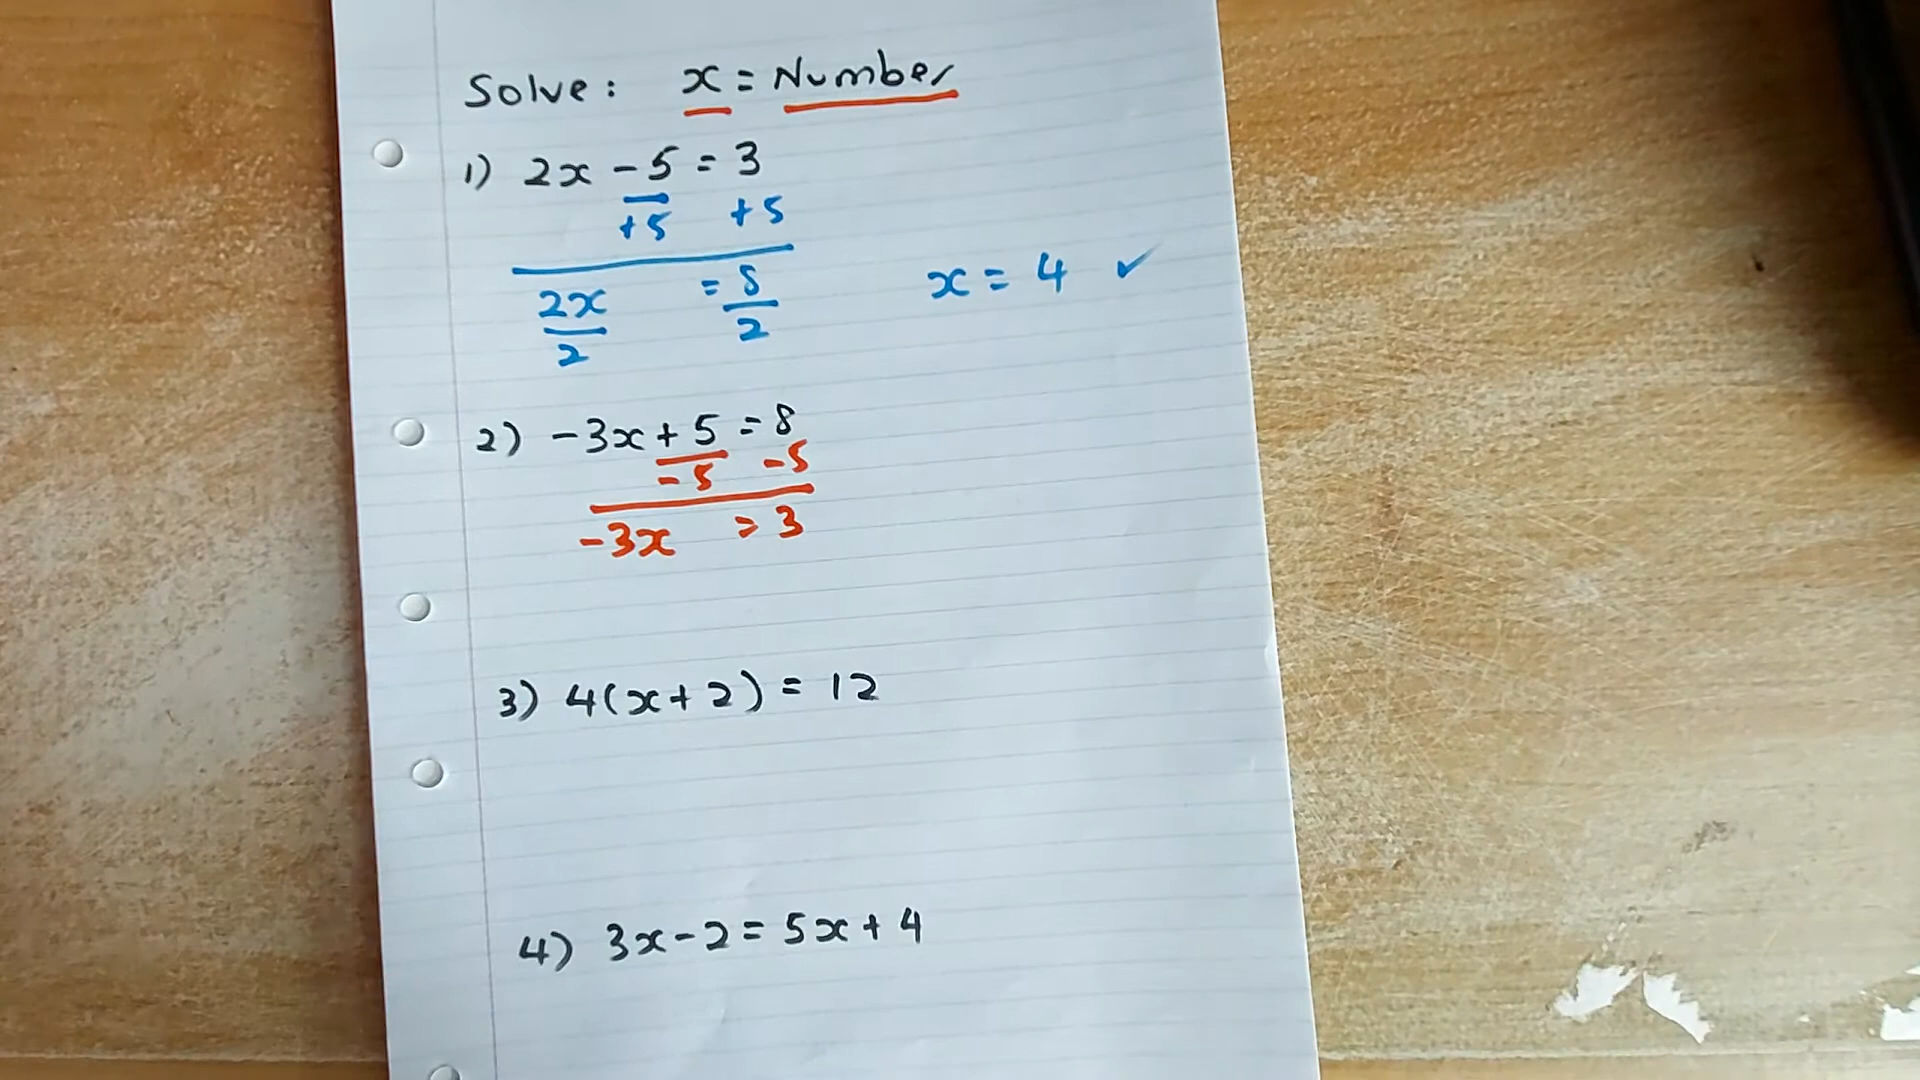 Solve: x = Number
1) 2x - 5 = 3
+5 +5
2x = 8
2 2
x = 4 ✓
2) -3x + 5 = 8
-5 -5
-3x = 3
3) 4(x + 2) = 12
4) 3x - 2 = 5x + 4